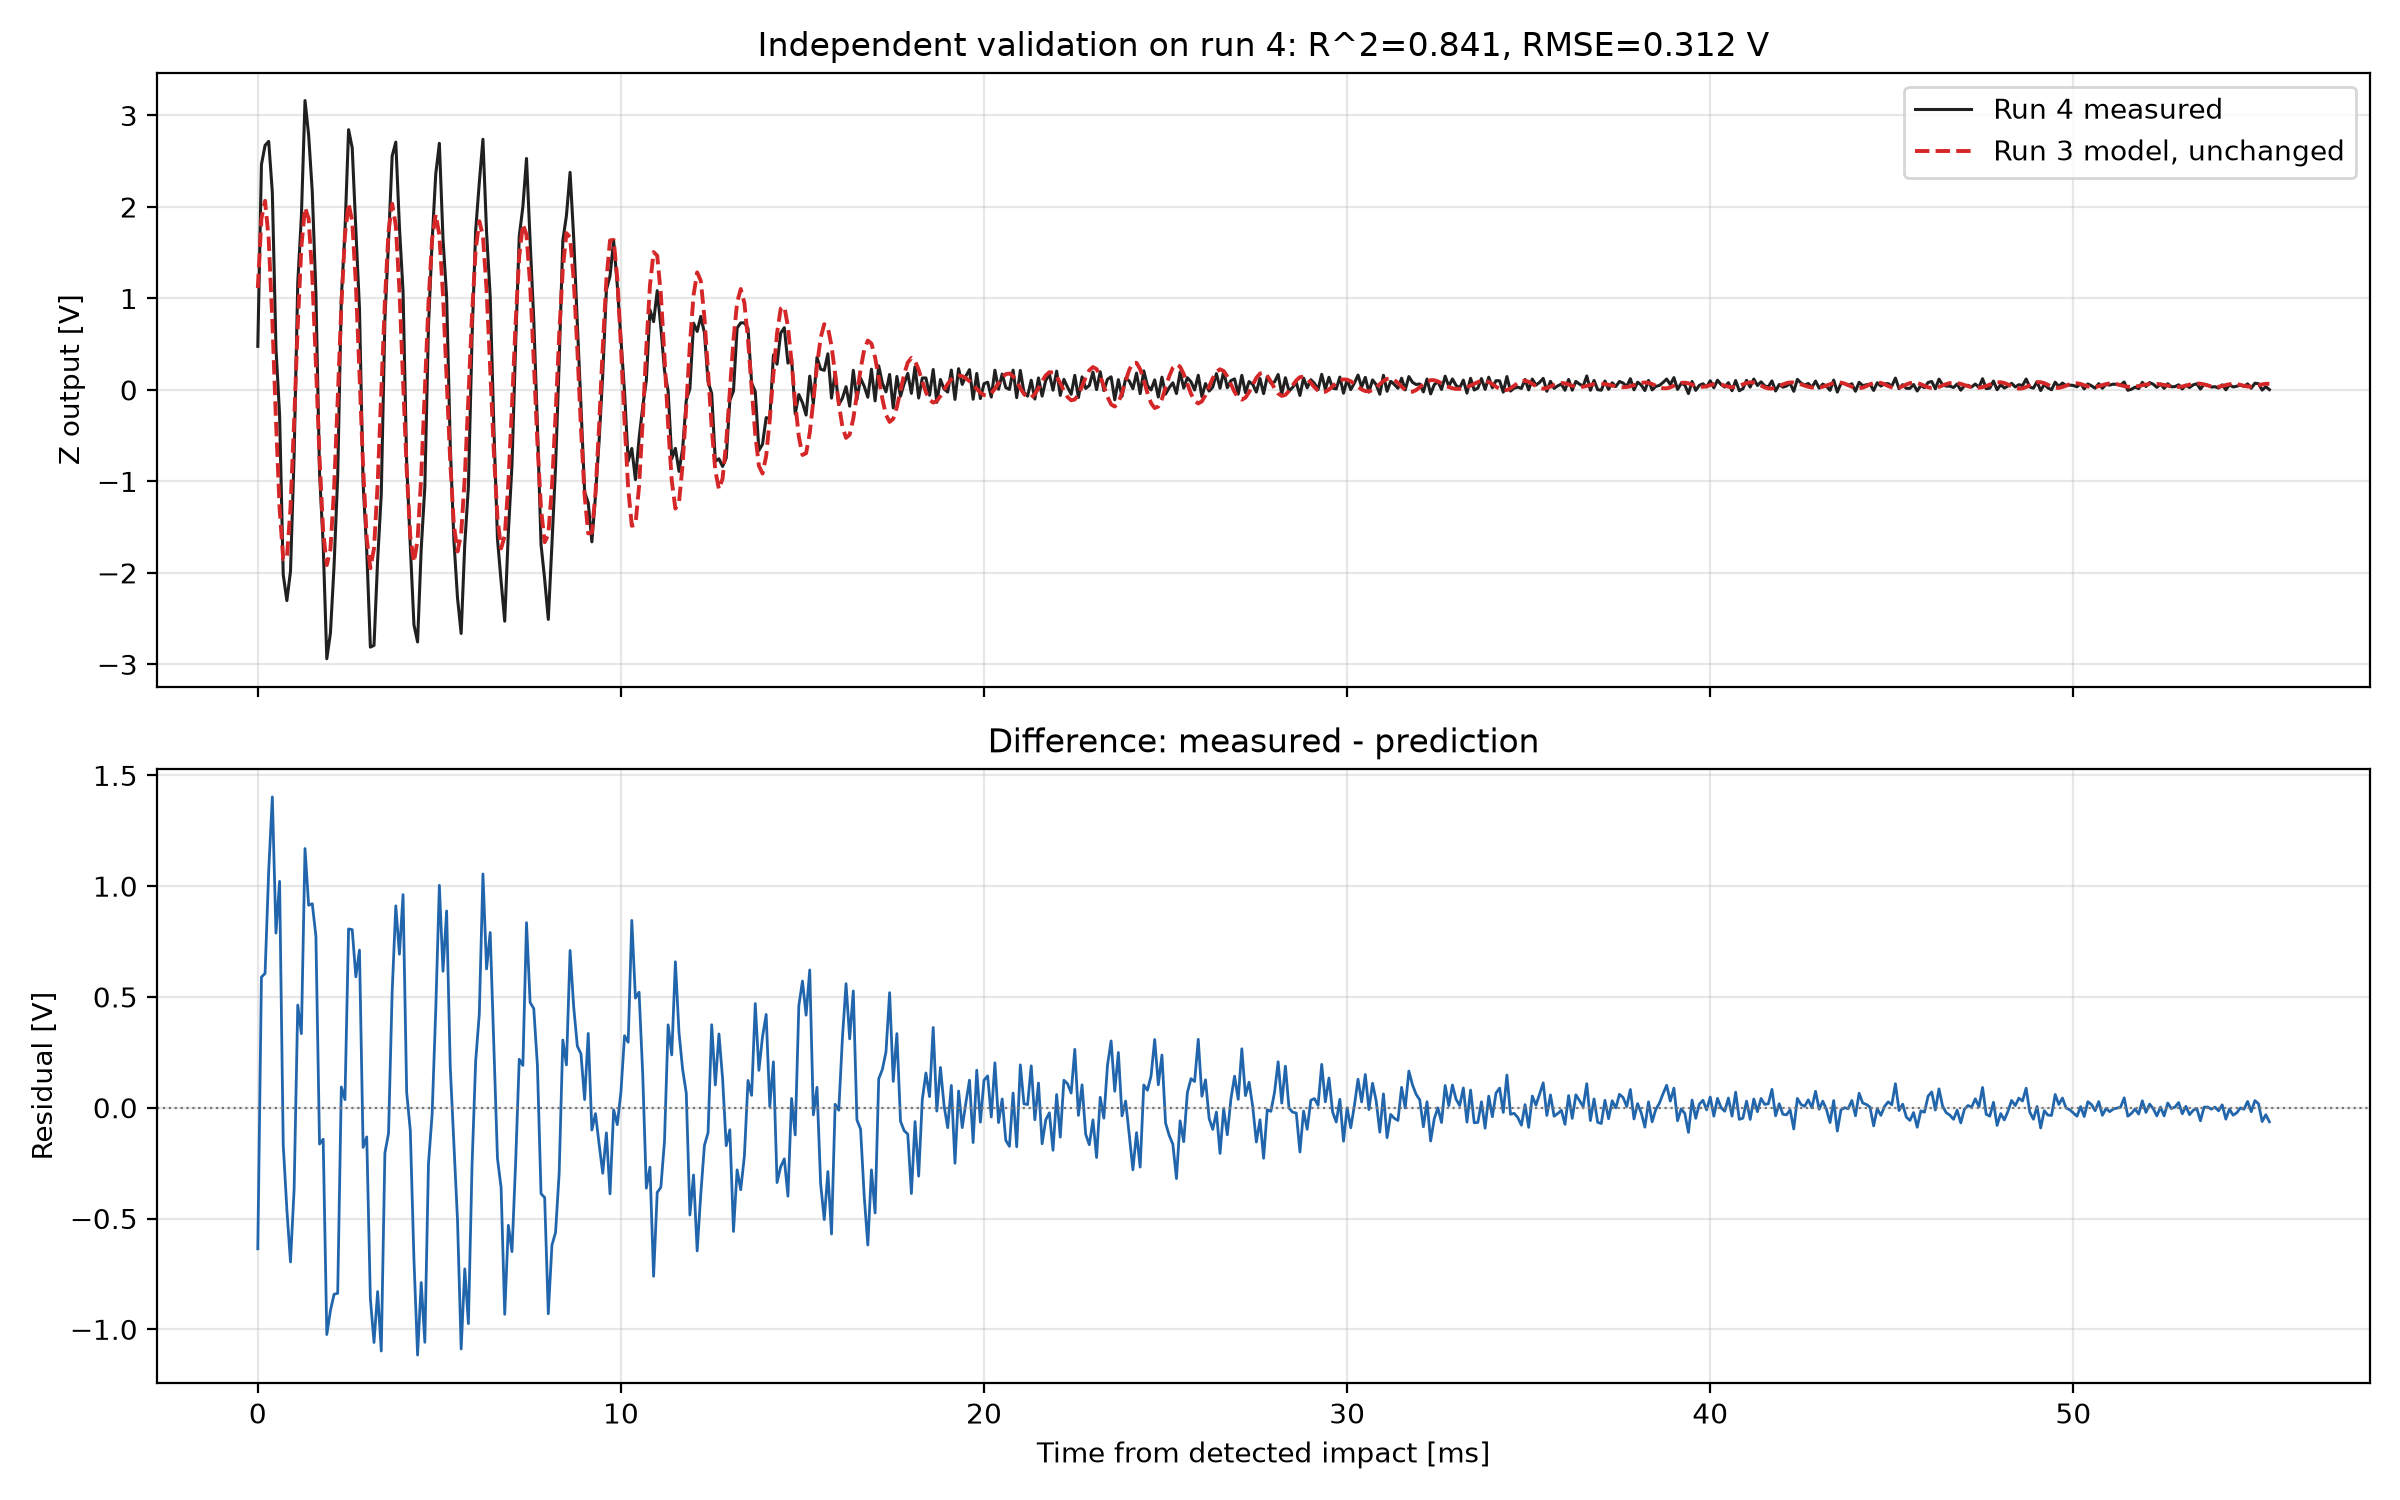 Independent validation on run 4: R^2=0.841, RMSE=0.312 V
Run 4 measured
Run 3 model, unchanged
Z output [V]
3
2
1
0
−1
−2
−3
Difference: measured - prediction
Residual [V]
1.5
1.0
0.5
0.0
−0.5
−1.0
0 10 20 30 40 50
Time from detected impact [ms]